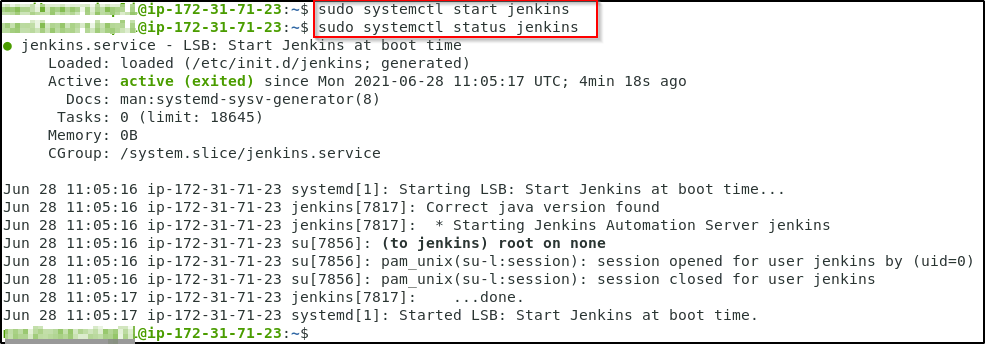 @ip-172-31-71-23:~$ sudo systemctl start jenkins
@ip-172-31-71-23:~$ sudo systemctl status jenkins
● jenkins.service - LSB: Start Jenkins at boot time
     Loaded: loaded (/etc/init.d/jenkins; generated)
     Active: active (exited) since Mon 2021-06-28 11:05:17 UTC; 4min 18s ago
       Docs: man:systemd-sysv-generator(8)
      Tasks: 0 (limit: 18645)
     Memory: 0B
     CGroup: /system.slice/jenkins.service
Jun 28 11:05:16 ip-172-31-71-23 systemd[1]: Starting LSB: Start Jenkins at boot time...
Jun 28 11:05:16 ip-172-31-71-23 jenkins[7817]: Correct java version found
Jun 28 11:05:16 ip-172-31-71-23 jenkins[7817]:  * Starting Jenkins Automation Server jenkins
Jun 28 11:05:16 ip-172-31-71-23 su[7856]: (to jenkins) root on none
Jun 28 11:05:16 ip-172-31-71-23 su[7856]: pam_unix(su-l:session): session opened for user jenkins by (uid=0)
Jun 28 11:05:16 ip-172-31-71-23 su[7856]: pam_unix(su-l:session): session closed for user jenkins
Jun 28 11:05:17 ip-172-31-71-23 jenkins[7817]:    ...done.
Jun 28 11:05:17 ip-172-31-71-23 systemd[1]: Started LSB: Start Jenkins at boot time.
@ip-172-31-71-23:~$